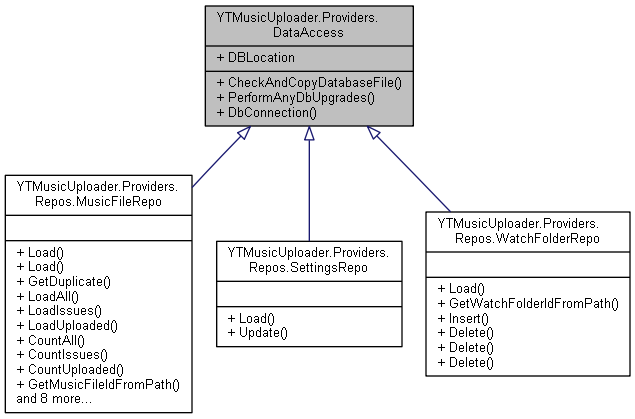 YTMusicUploader.Providers.
DataAccess
+ DBLocation
+ CheckAndCopyDatabaseFile()
+ PerformAnyDbUpgrades()
+ DbConnection()
YTMusicUploader.Providers.
Repos.MusicFileRepo
+ Load()
+ Load()
+ GetDuplicate()
+ LoadAll()
+ LoadIssues()
+ LoadUploaded()
+ CountAll()
+ CountIssues()
+ CountUploaded()
+ GetMusicFileIdFromPath()
and 8 more...
YTMusicUploader.Providers.
Repos.SettingsRepo
+ Load()
+ Update()
YTMusicUploader.Providers.
Repos.WatchFolderRepo
+ Load()
+ GetWatchFolderIdFromPath()
+ Insert()
+ Delete()
+ Delete()
+ Delete()